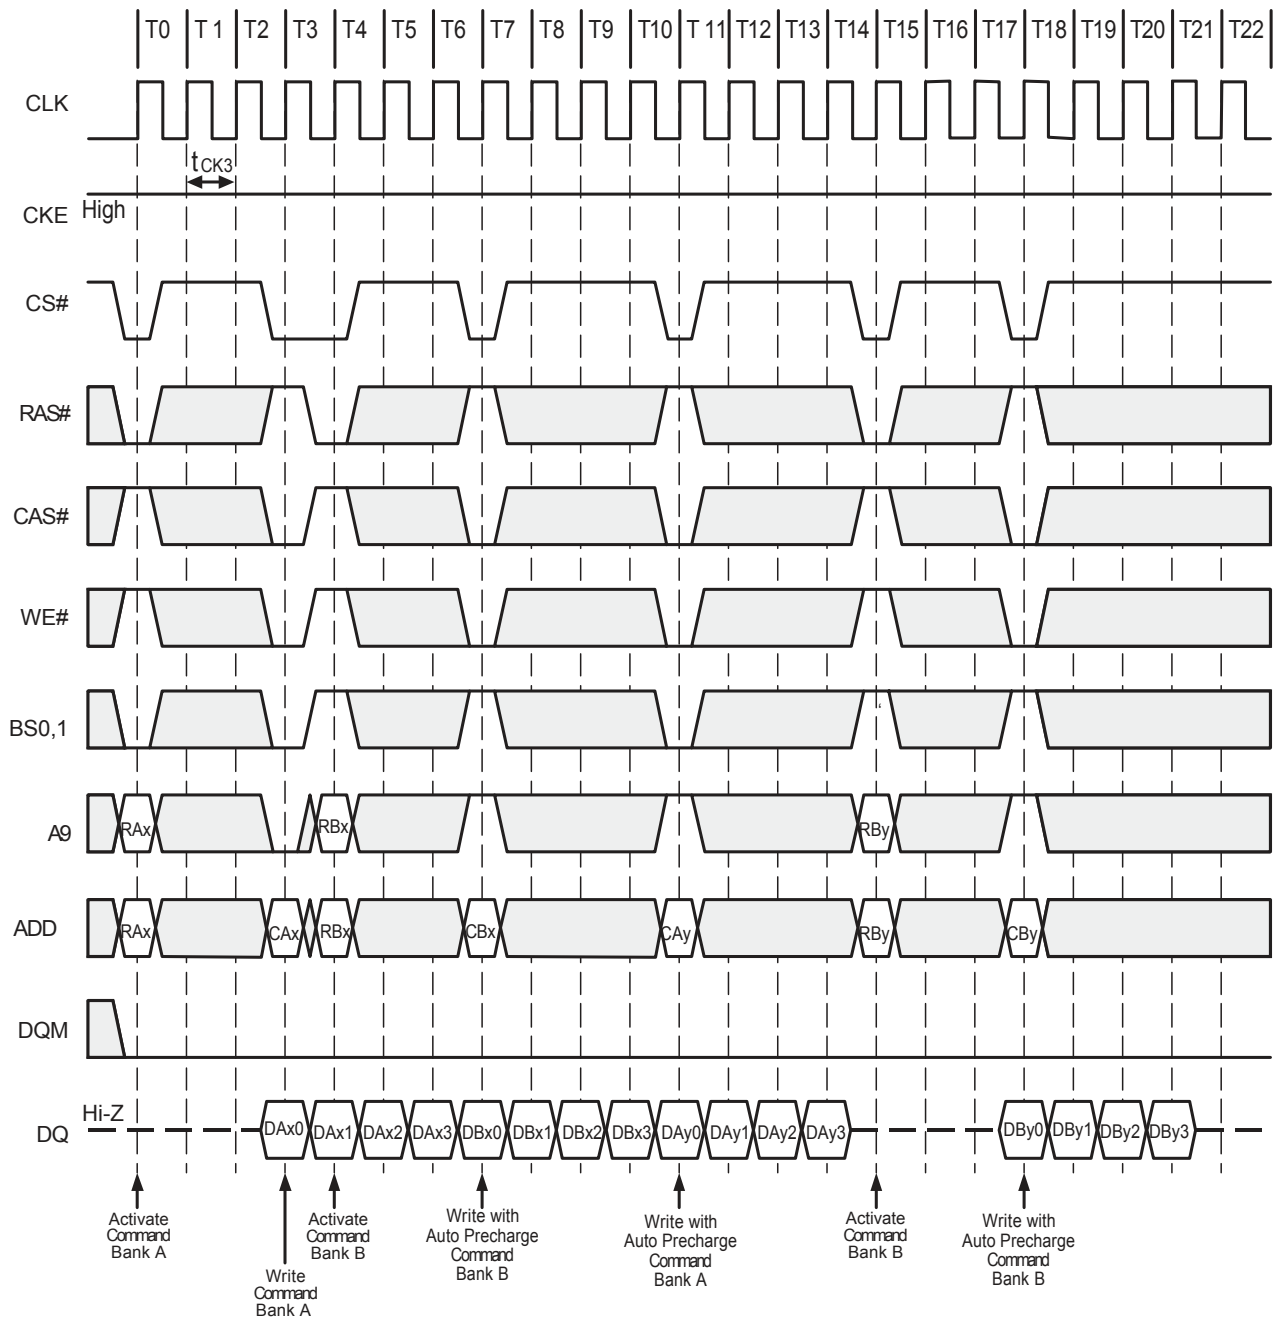 T0 T 1 T2 T3 T4 T5 T6 T7 T8 T9 T10 T 11 T12 T13 T14 T15 T16 T17 T18 T19 T20 T21 T22
CLK
tCK3
CKE High
CS#
RAS#
CAS#
WE#
BS0,1
A9 RAx RBx RBy
ADD RAx CAx RBx CBx CAy RBy CBy
DQM
Hi-Z
DQ DAx0 DAx1 DAx2 DAx3 DBx0 DBx1 DBx2 DBx3 DAy0 DAy1 DAy2 DAy3 DBy0 DBy1 DBy2 DBy3
Activate
Command
Bank A
Write
Command
Bank A
Activate
Command
Bank B
Write with
Auto Precharge
Command
Bank B
Write with
Auto Precharge
Command
Bank A
Activate
Command
Bank B
Write with
Auto Precharge
Command
Bank B